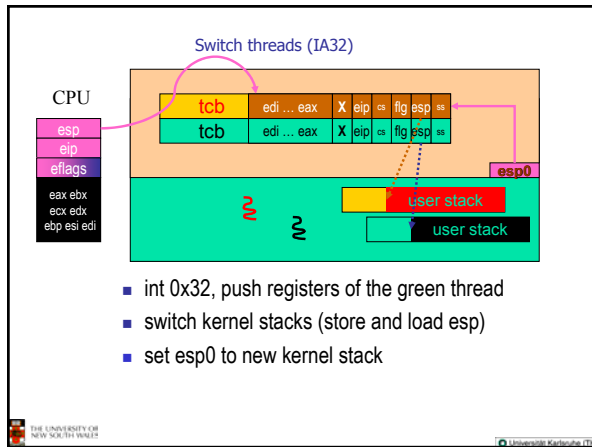 Switch threads (IA32)
CPU
esp
eip
eflags
eax ebx
ecx edx
ebp esi edi
tcb edi ... eax X eip cs flg esp ss
tcb edi ... eax X eip cs flg esp ss
esp0
user stack
user stack
int 0x32, push registers of the green thread
switch kernel stacks (store and load esp)
set esp0 to new kernel stack
THE UNIVERSITY OF
NEW SOUTH WALES
© Universität Karlsruhe (TH)